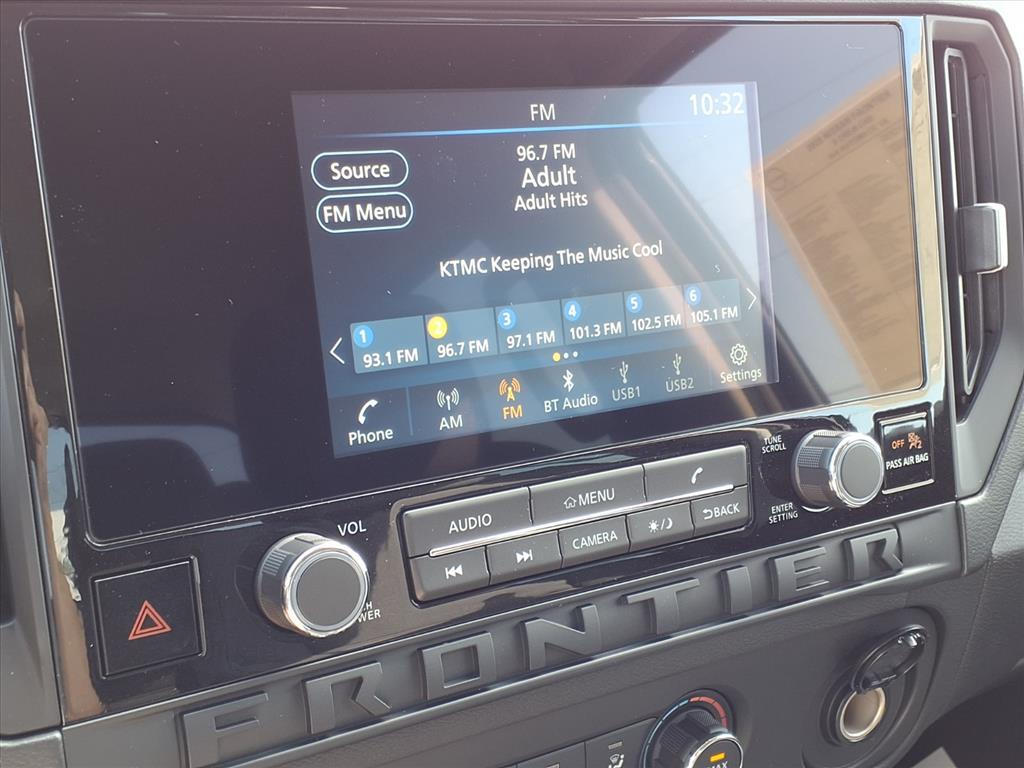 FM
10:32
96.7 FM
Adult
Adult Hits
Source
FM Menu
KTMC Keeping The Music Cool
1 93.1 FM
2 96.7 FM
3 97.1 FM
4 101.3 FM
5 102.5 FM
6 105.1 FM
Phone
AM
FM
BT Audio
USB1
USB2
Settings
TUNE
SCROLL
OFF
2
PASS AIR BAG
ENTER
SETTING
VOL
AUDIO
MENU
CAMERA
BACK
FRONTIER
MAX